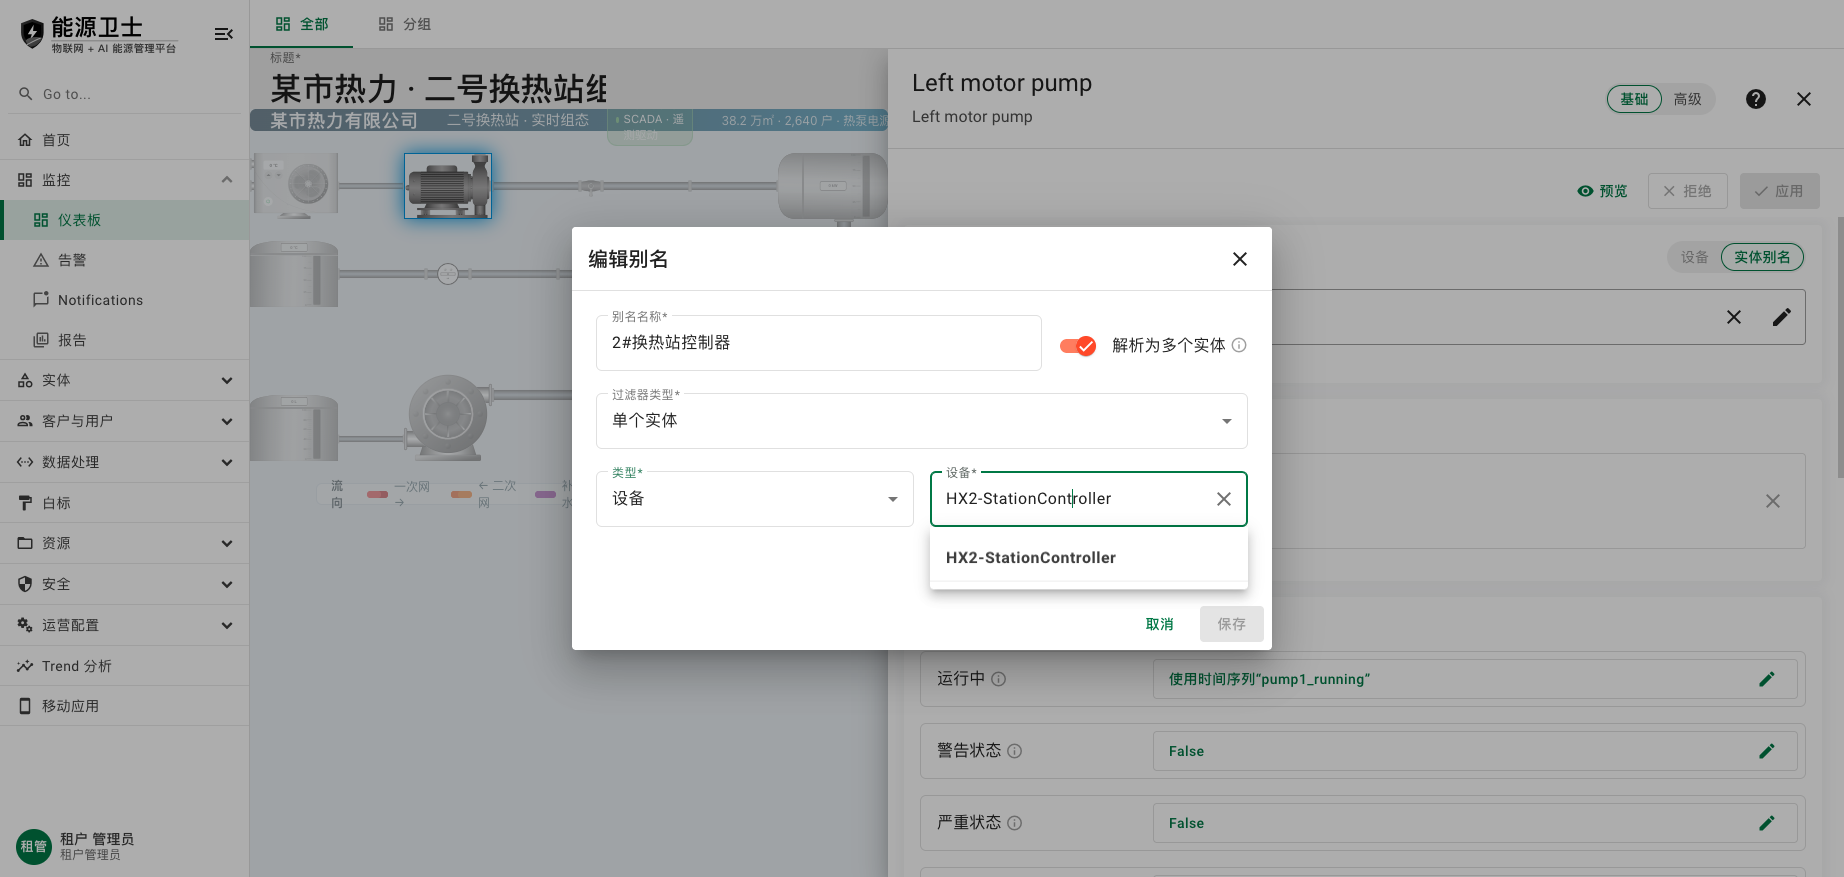 能源卫士
物联网 + AI 能源管理平台
Go to...
首页
监控
仪表板
告警
Notifications
报告
实体
客户与用户
数据处理
白标
资源
安全
运营配置
Trend 分析
移动应用
租管
租户 管理员
租户管理员
全部
分组
标题*
某市热力 · 二号换热站组
某市热力有限公司
二号换热站 · 实时组态
SCADA · 遥
测驱动
38.2 万㎡ · 2,640 户 · 热泵电源
流向
一次网 →
← 二次网
补水
Left motor pump
Left motor pump
基础
高级
预览
拒绝
应用
设备
实体别名
编辑别名
别名名称*
2#换热站控制器
解析为多个实体
过滤器类型*
单个实体
类型*
设备
设备*
HX2-StationController
HX2-StationController
取消
保存
运行中
使用时间序列“pump1_running”
警告状态
False
严重状态
False